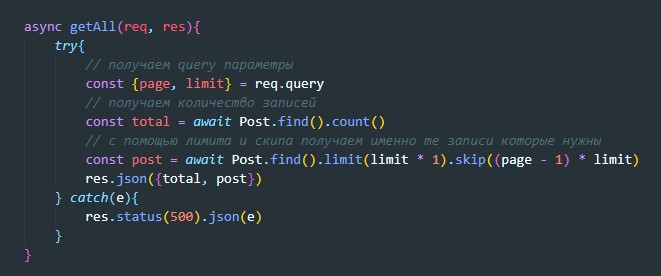 async getAll(req, res){
try{
// получаем query параметры
const {page, limit} = req.query
// получаем количество записей
const total = await Post.find().count()
// с помощью лимита и скипа получаем именно те записи которые нужны
const post = await Post.find().limit(limit * 1).skip((page - 1) * limit)
res.json({total, post})
} catch(e){
res.status(500).json(e)
}
}